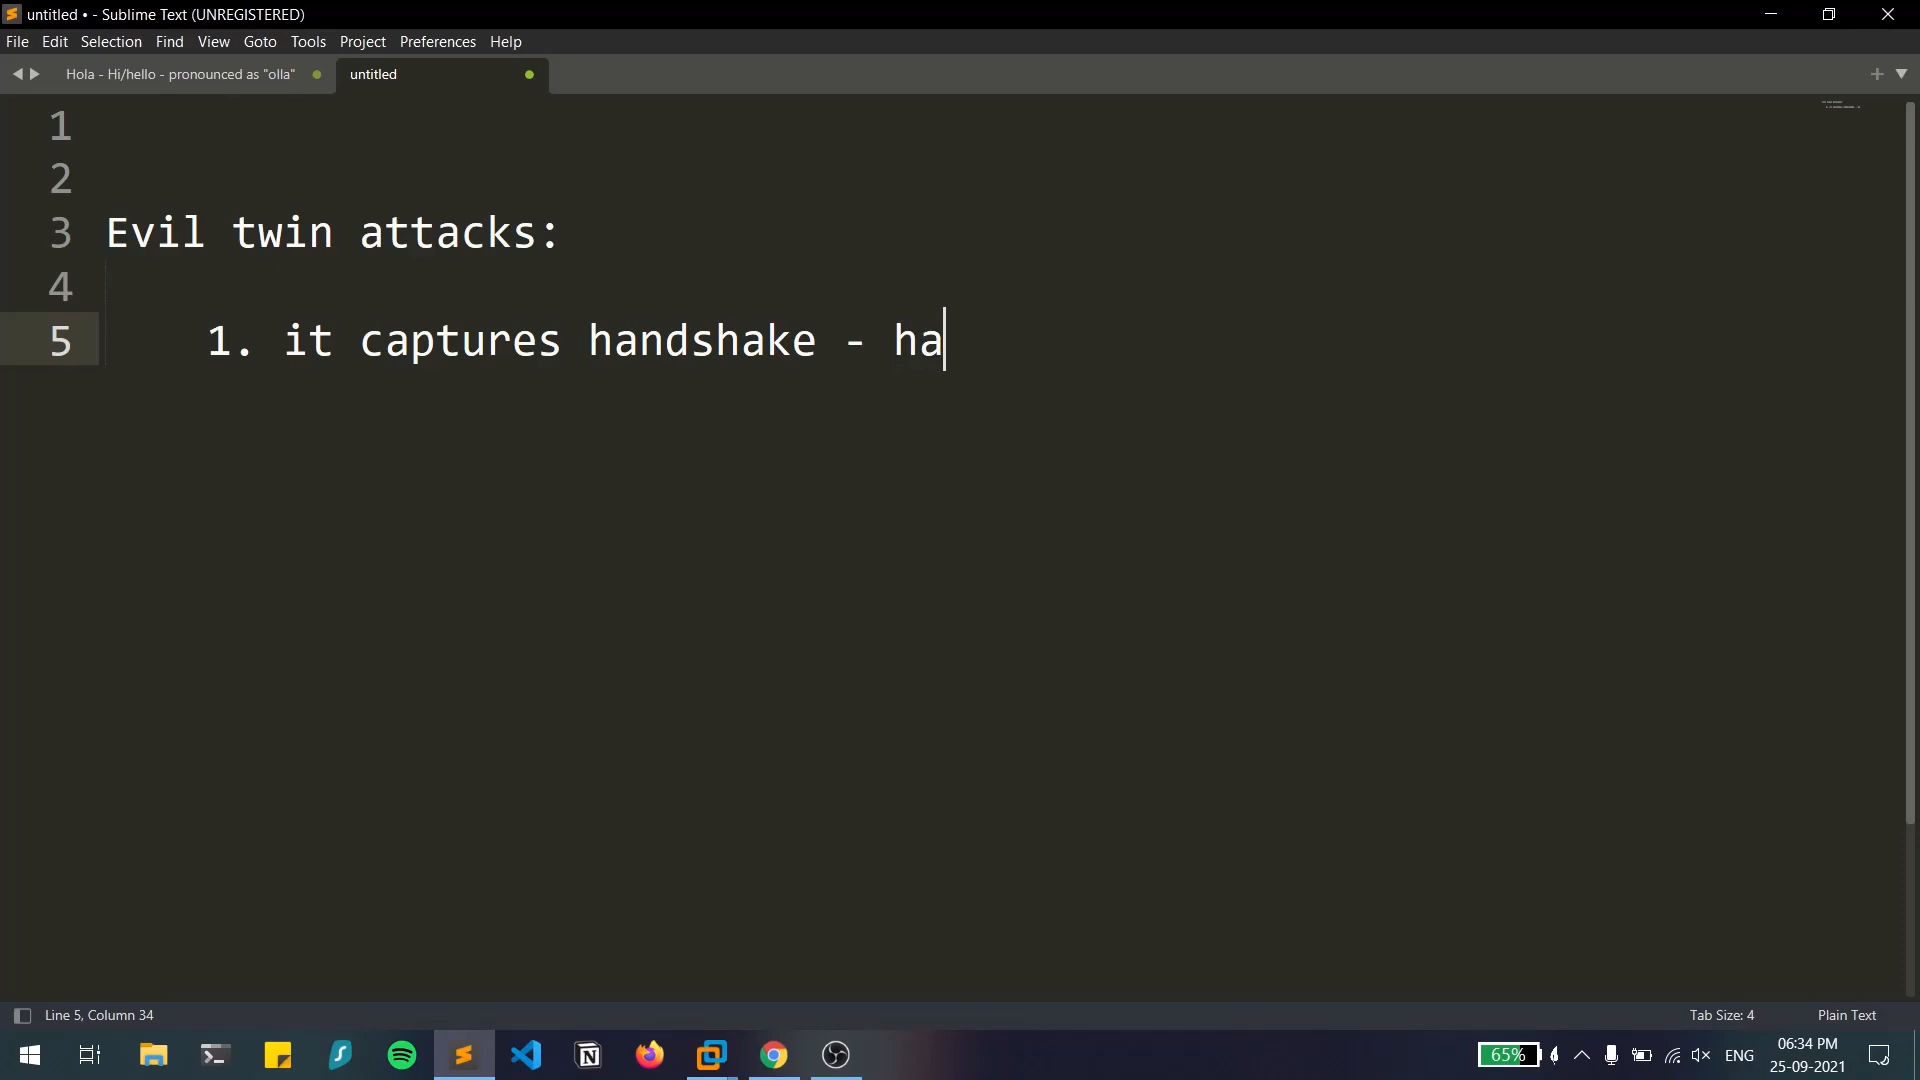 untitled • - Sublime Text (UNREGISTERED)
File Edit Selection Find View Goto Tools Project Preferences Help
Hola - Hi/hello - pronounced as "olla" untitled
1
2
3 Evil twin attacks:
4
5 1. it captures handshake - ha
Line 5, Column 34 Tab Size: 4 Plain Text
65% ENG 06:34 PM
25-09-2021